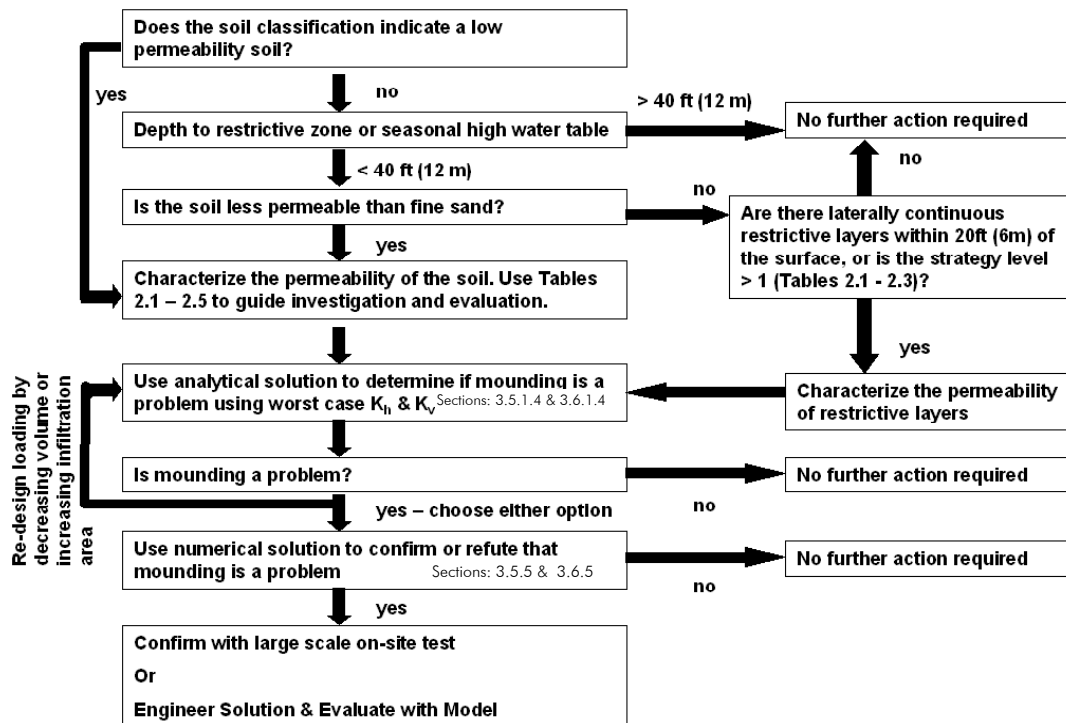 Does the soil classification indicate a low
permeability soil?
yes
no
> 40 ft (12 m)
Depth to restrictive zone or seasonal high water table
No further action required
< 40 ft (12 m)
no
no
Is the soil less permeable than fine sand?
Are there laterally continuous
restrictive layers within 20ft (6m) of
the surface, or is the strategy level
> 1 (Tables 2.1 - 2.3)?
yes
Characterize the permeability of the soil. Use Tables
2.1 – 2.5 to guide investigation and evaluation.
yes
Use analytical solution to determine if mounding is a
problem using worst case Kh & Kv Sections: 3.5.1.4 & 3.6.1.4
Characterize the permeability
of restrictive layers
Re-design loading by
decreasing volume or
increasing infiltration
area
Is mounding a problem?
No further action required
no
yes – choose either option
Use numerical solution to confirm or refute that
mounding is a problem Sections: 3.5.5 & 3.6.5
No further action required
no
yes
Confirm with large scale on-site test
Or
Engineer Solution & Evaluate with Model